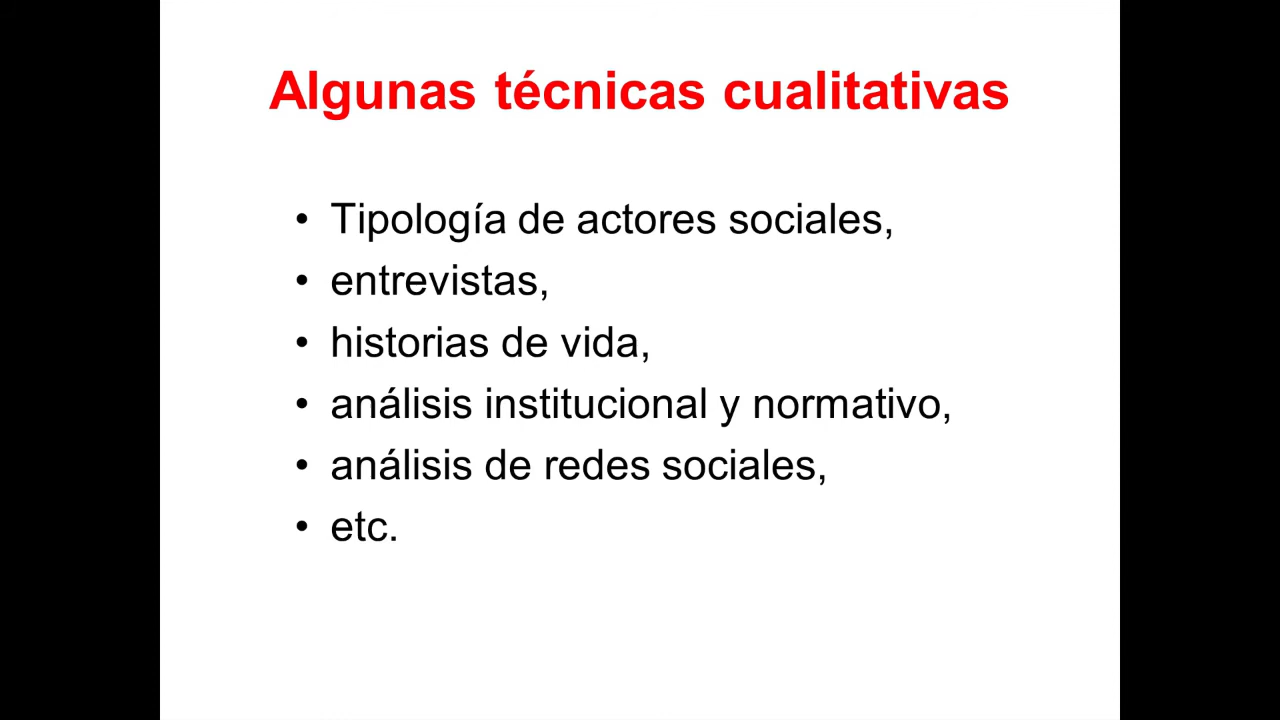 Algunas técnicas cualitativas
• Tipología de actores sociales,
• entrevistas,
• historias de vida,
• análisis institucional y normativo,
• análisis de redes sociales,
• etc.